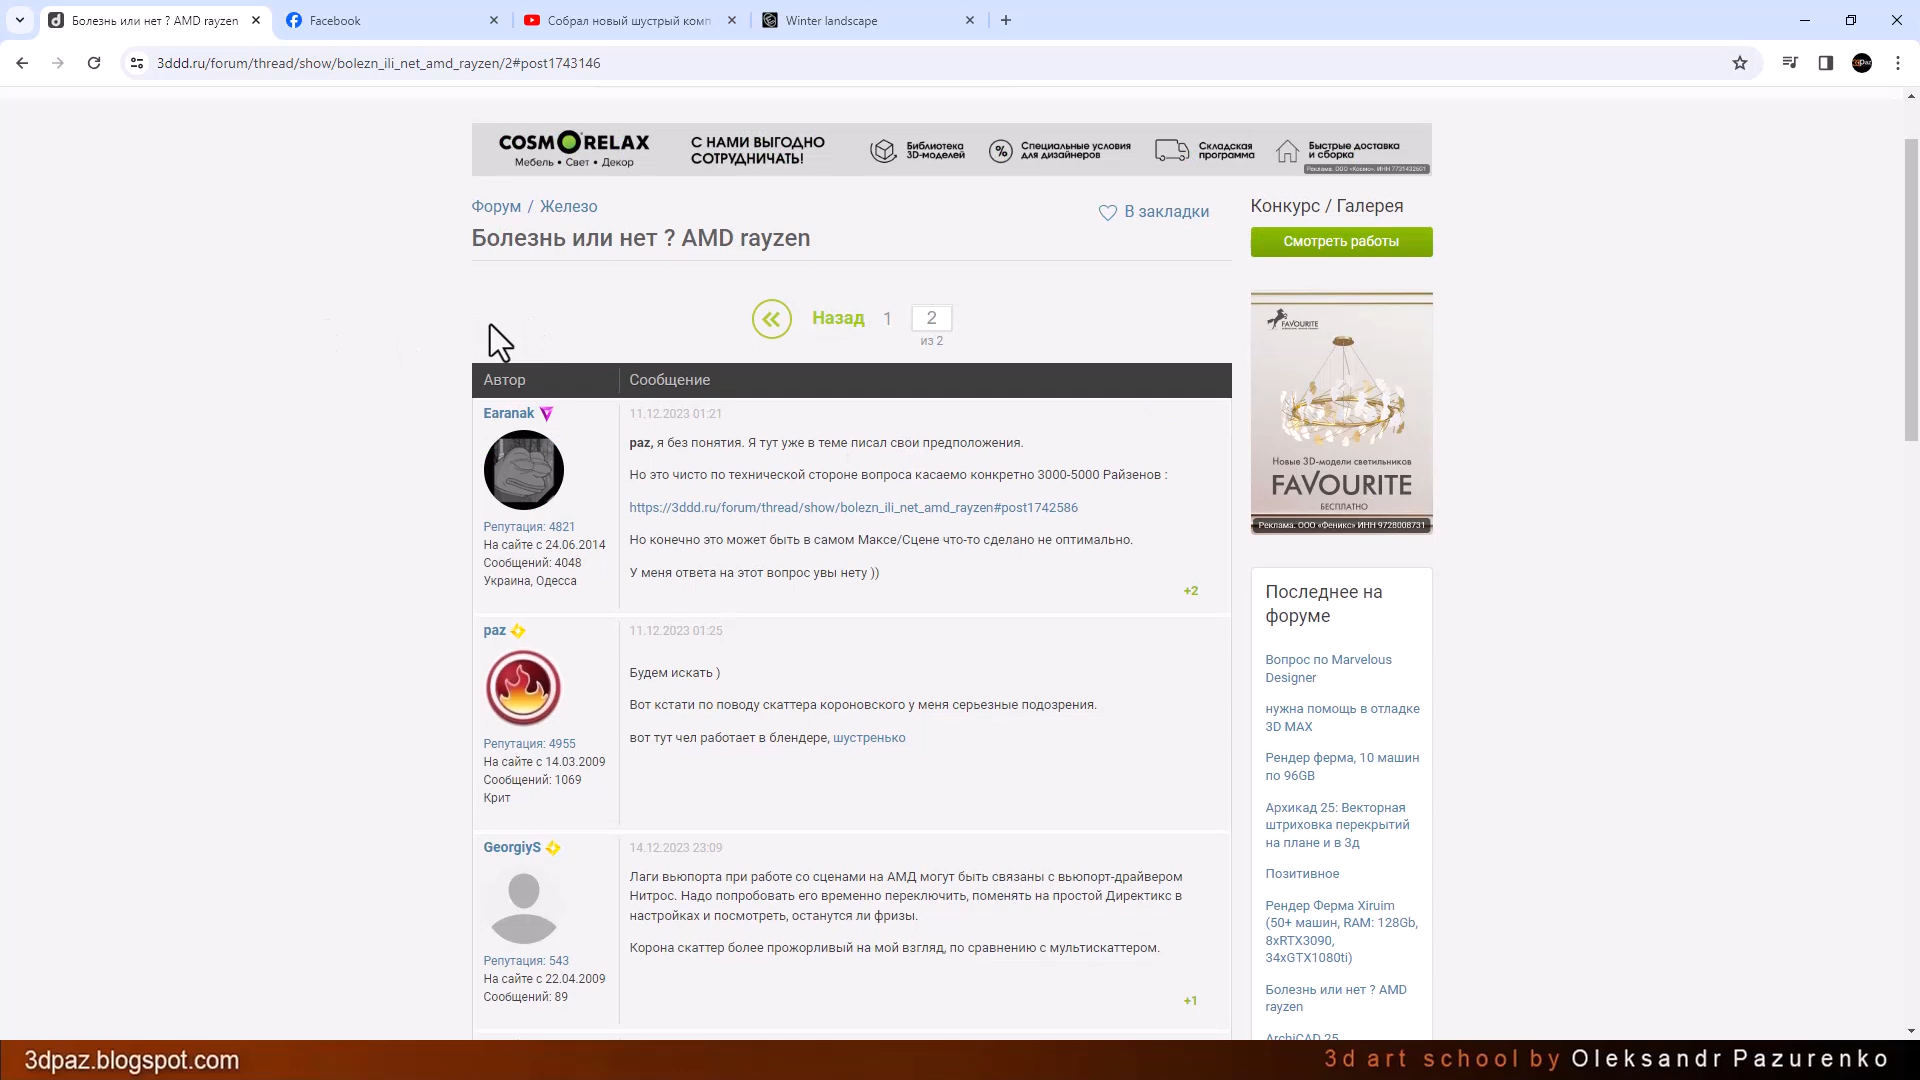 Болезнь или нет ? AMD rayzen
Facebook
Собрал новый шустрый комп
Winter landscape
3ddd.ru/forum/thread/show/bolezn_ili_net_amd_rayzen/2#post1743146
COSMORELAX
Мебель • Свет • Декор
С НАМИ ВЫГОДНО
СОТРУДНИЧАТЬ!
Библиотека
3D-моделей
Специальные условия
для дизайнеров
Складская
программа
Быстрые доставка
и сборка
Реклама. ООО «Космо». ИНН 7731432601
Форум / Железо
В закладки
Болезнь или нет ? AMD rayzen
Назад 1 2
из 2
Автор
Сообщение
Earanak
11.12.2023 01:21
paz, я без понятия. Я тут уже в теме писал свои предположения.
Но это чисто по технической стороне вопроса касаемо конкретно 3000-5000 Райзенов :
https://3ddd.ru/forum/thread/show/bolezn_ili_net_amd_rayzen#post1742586
Но конечно это может быть в самом Максе/Сцене что-то сделано не оптимально.
У меня ответа на этот вопрос увы нету ))
+2
Репутация: 4821
На сайте с 24.06.2014
Сообщений: 4048
Украина, Одесса
paz
11.12.2023 01:25
Будем искать )
Вот кстати по поводу скаттера короновского у меня серьезные подозрения.
вот тут чел работает в блендере, шустренько
Репутация: 4955
На сайте с 14.03.2009
Сообщений: 1069
Крит
GeorgiyS
14.12.2023 23:09
Лаги вьюпорта при работе со сценами на АМД могут быть связаны с вьюпорт-драйвером
Нитрос. Надо попробовать его временно переключить, поменять на простой Директикс в
настройках и посмотреть, останутся ли фризы.
Корона скаттер более прожорливый на мой взгляд, по сравнению с мультискаттером.
+1
Репутация: 543
На сайте с 22.04.2009
Сообщений: 89
Конкурс / Галерея
Смотреть работы
FAVOURITE
Новые 3D-модели светильников
FAVOURITE
БЕСПЛАТНО
Реклама. ООО «Феникс» ИНН 9728008731
Последнее на
форуме
Вопрос по Marvelous
Designer
нужна помощь в отладке
3D MAX
Рендер ферма, 10 машин
по 96GB
Архикад 25: Векторная
штриховка перекрытий
на плане и в 3д
Позитивное
Рендер Ферма Xiruim
(50+ машин, RAM: 128Gb,
8xRTX3090,
34xGTX1080ti)
Болезнь или нет ? AMD
rayzen
ArchiCAD 25
3dpaz.blogspot.com
3d art school by Oleksandr Pazurenko